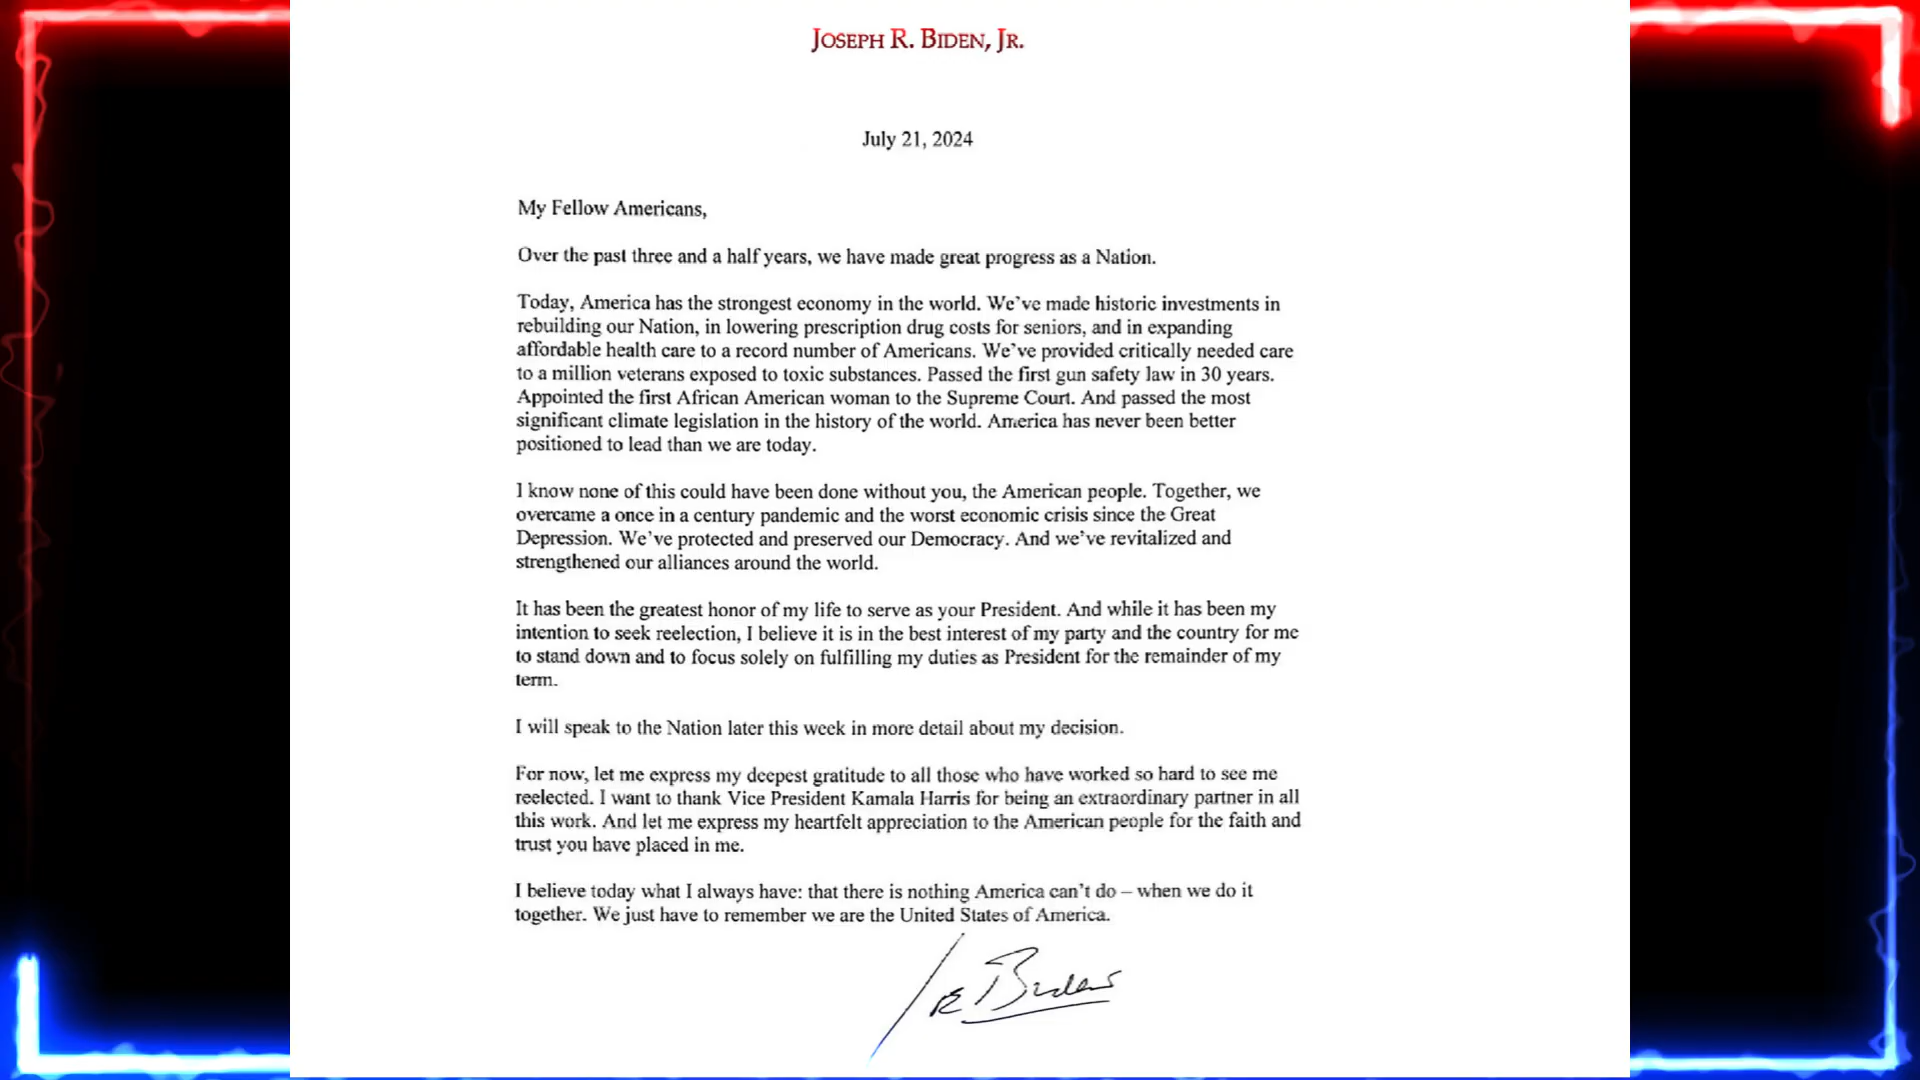 JOSEPH R. BIDEN, JR.
July 21, 2024
My Fellow Americans,
Over the past three and a half years, we have made great progress as a Nation.
Today, America has the strongest economy in the world. We've made historic investments in
rebuilding our Nation, in lowering prescription drug costs for seniors, and in expanding
affordable health care to a record number of Americans. We've provided critically needed care
to a million veterans exposed to toxic substances. Passed the first gun safety law in 30 years.
Appointed the first African American woman to the Supreme Court. And passed the most
significant climate legislation in the history of the world. America has never been better
positioned to lead than we are today.
I know none of this could have been done without you, the American people. Together, we
overcame a once in a century pandemic and the worst economic crisis since the Great
Depression. We've protected and preserved our Democracy. And we've revitalized and
strengthened our alliances around the world.
It has been the greatest honor of my life to serve as your President. And while it has been my
intention to seek reelection, I believe it is in the best interest of my party and the country for me
to stand down and to focus solely on fulfilling my duties as President for the remainder of my
term.
I will speak to the Nation later this week in more detail about my decision.
For now, let me express my deepest gratitude to all those who have worked so hard to see me
reelected. I want to thank Vice President Kamala Harris for being an extraordinary partner in all
this work. And let me express my heartfelt appreciation to the American people for the faith and
trust you have placed in me.
I believe today what I always have: that there is nothing America can't do – when we do it
together. We just have to remember we are the United States of America.
Joe Biden